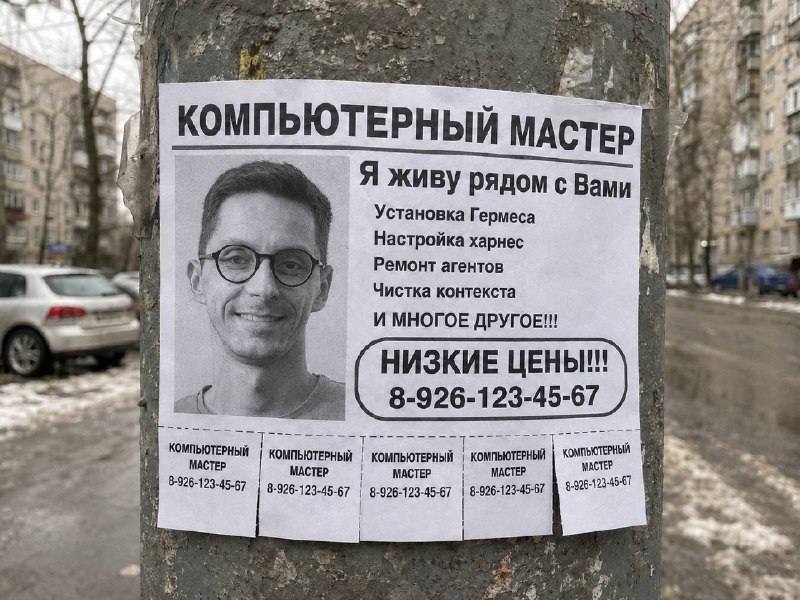 КОМПЬЮТЕРНЫЙ МАСТЕР
Я живу рядом с Вами
Установка Гермеса
Настройка харнес
Ремонт агентов
Чистка контекста
И МНОГОЕ ДРУГОЕ!!!
НИЗКИЕ ЦЕНЫ!!!
8-926-123-45-67
КОМПЬЮТЕРНЫЙ
МАСТЕР
8-926-123-45-67
КОМПЬЮТЕРНЫЙ
МАСТЕР
8-926-123-45-67
КОМПЬЮТЕРНЫЙ
МАСТЕР
8-926-123-45-67
КОМПЬЮТЕРНЫЙ
МАСТЕР
8-926-123-45-67
КОМПЬЮТЕРНЫЙ
МАСТЕР
8-926-123-45-67